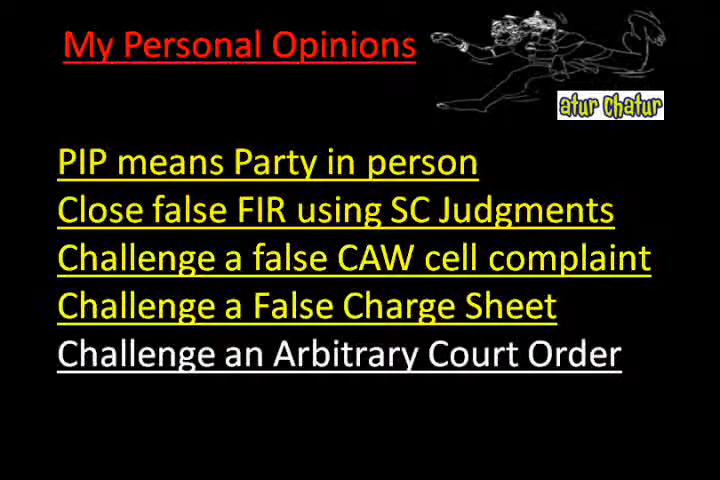 My Personal Opinions
atur chatur
PIP means Party in person
Close false FIR using SC Judgments
Challenge a false CAW cell complaint
Challenge a False Charge Sheet
Challenge an Arbitrary Court Order